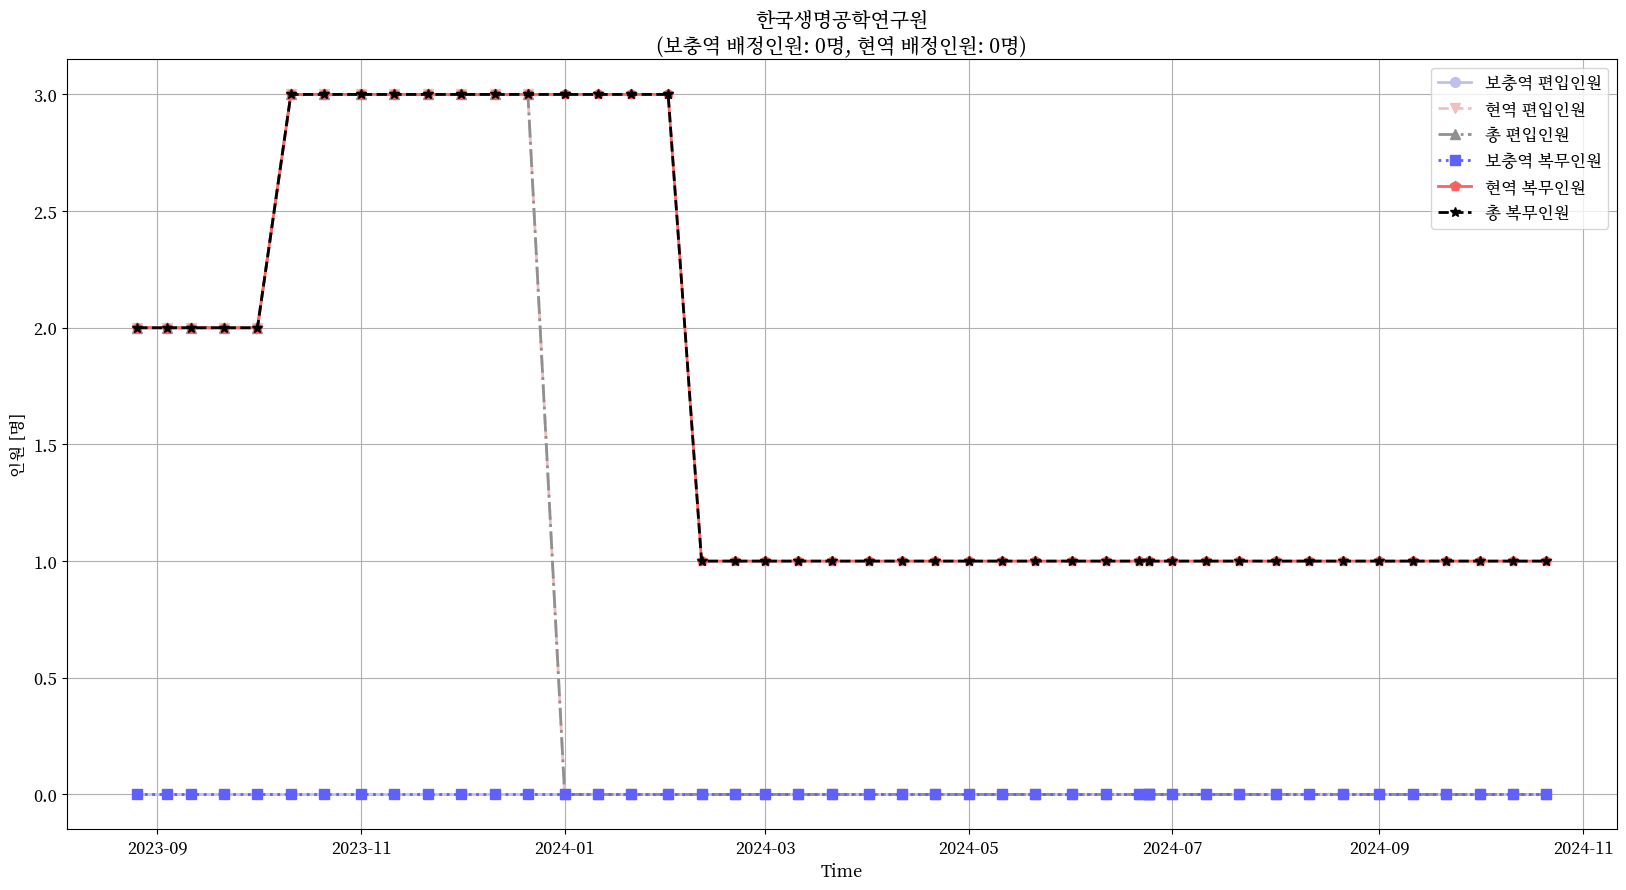 한국생명공학연구원
(보충역 배정인원: 0명, 현역 배정인원: 0명)
보충역 편입인원
현역 편입인원
총 편입인원
보충역 복무인원
현역 복무인원
총 복무인원
인원 [명]
3.0
2.5
2.0
1.5
1.0
0.5
0.0
2023-09
2023-11
2024-01
2024-03
2024-05
2024-07
2024-09
2024-11
Time